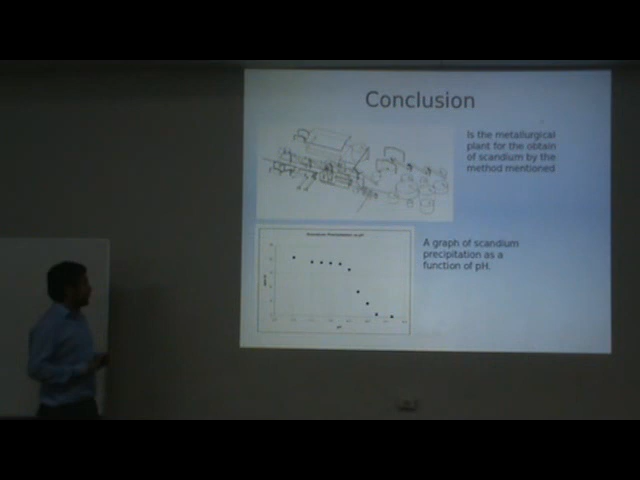 Conclusion
Is the metallurgical
plant for the obtain
of scandium by the
method mentioned
A graph of scandium
precipitation as a
function of pH.